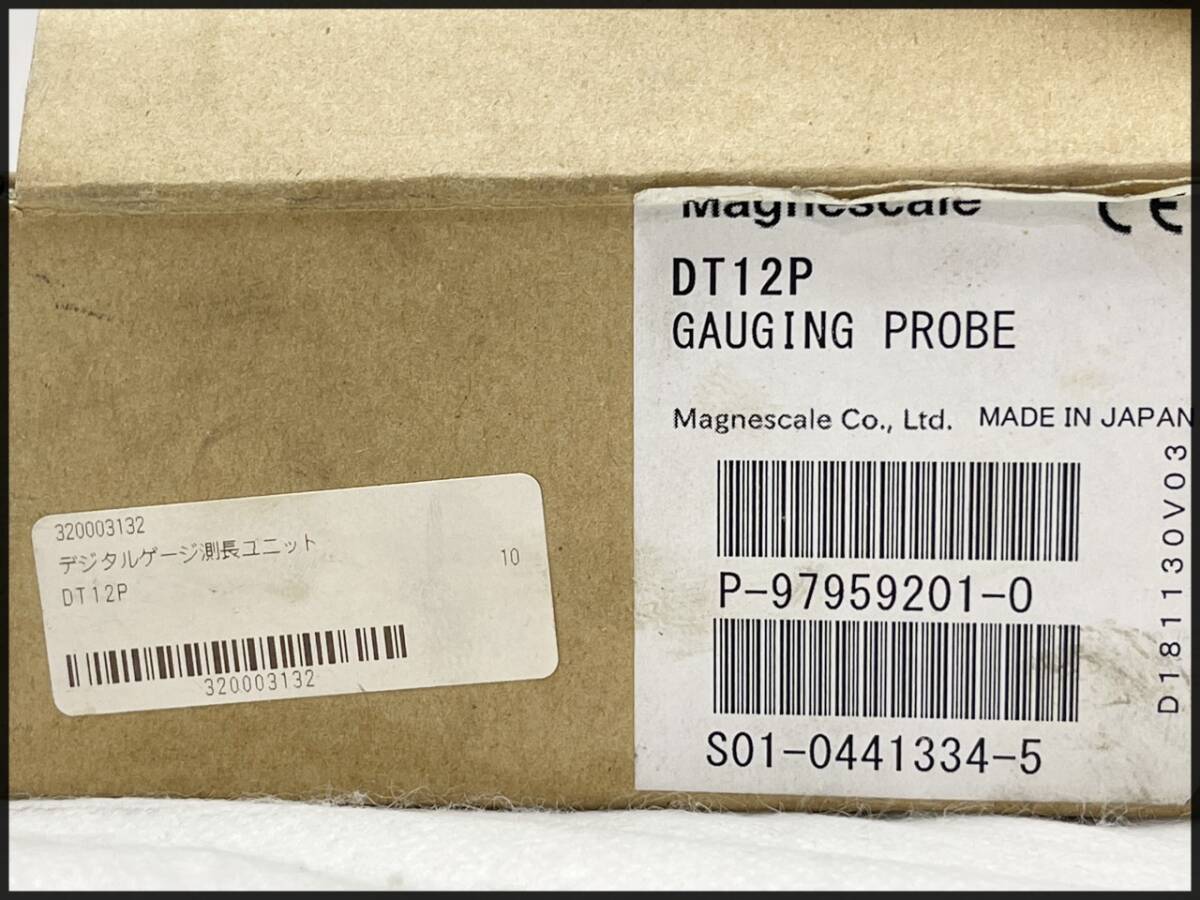 Magnescale CE
DT12P
GAUGING PROBE
Magnescale Co., Ltd. MADE IN JAPAN
P-97959201-0
S01-0441334-5
D181130V03
320003132
デジタルゲージ測長ユニット
10
DT12P
320003132